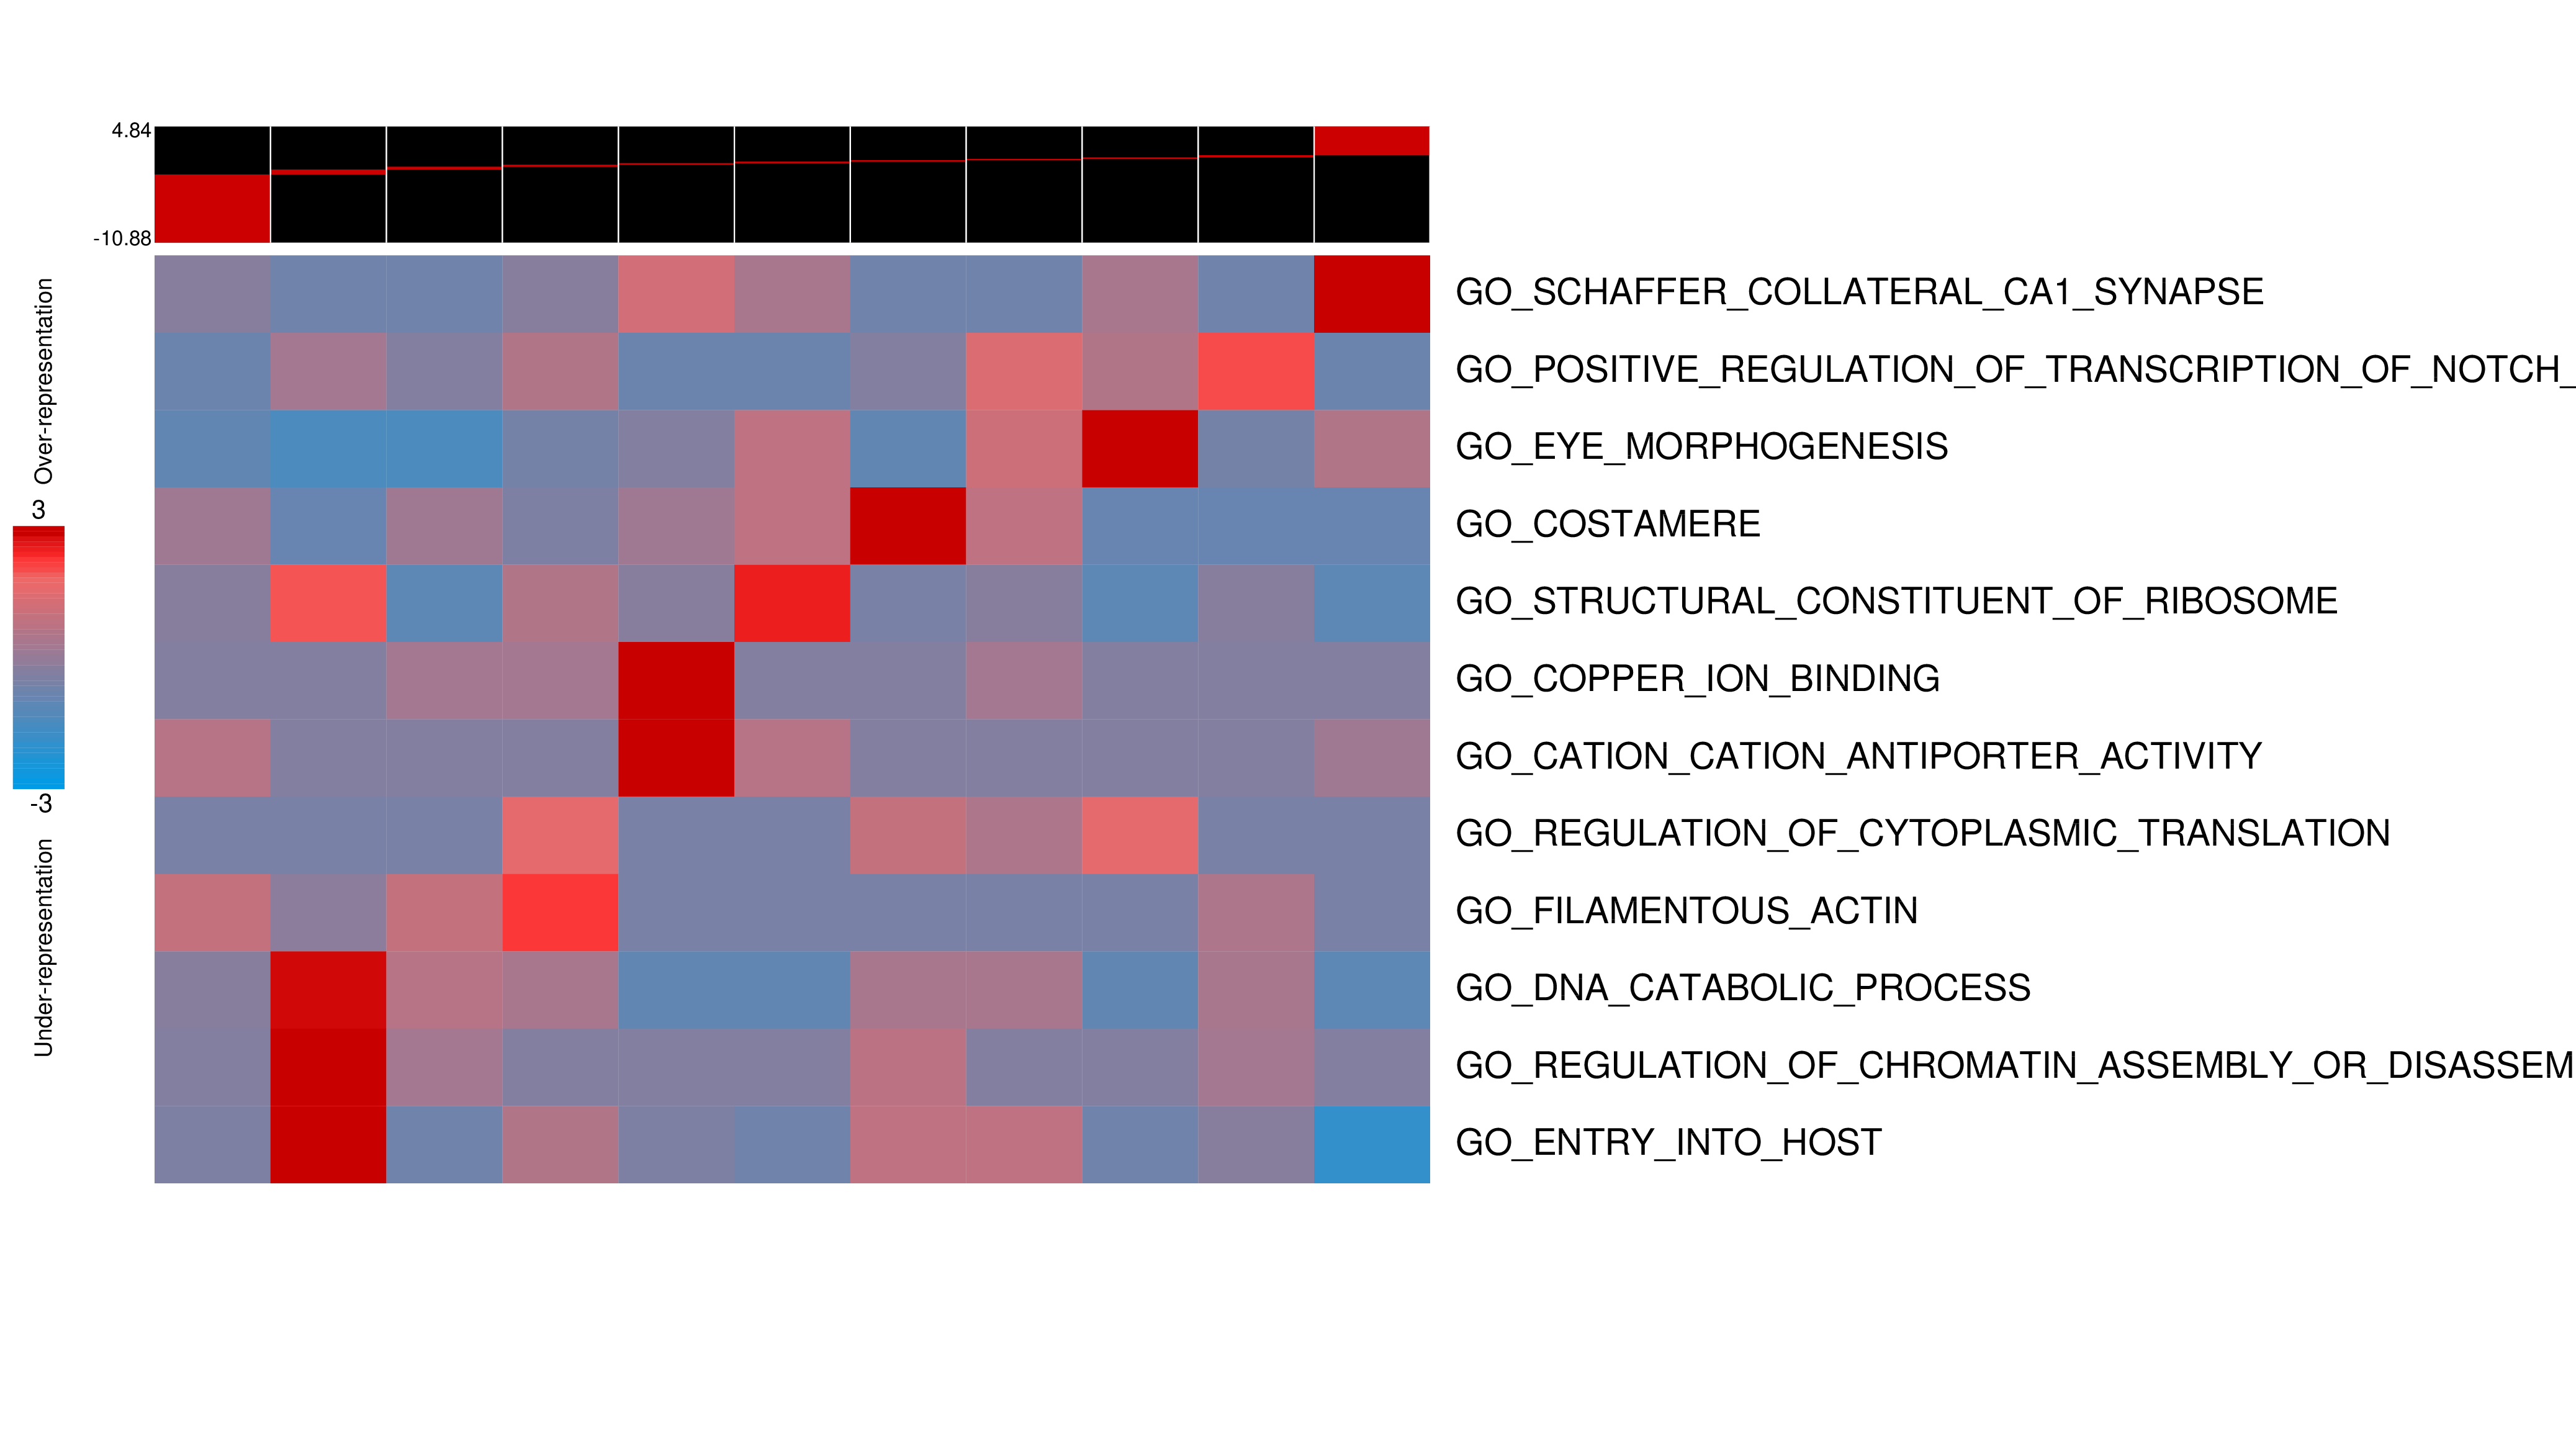 4.84
-10.88
Over-representation
3
-3
Under-representation
GO_SCHAFFER_COLLATERAL_CA1_SYNAPSE
GO_POSITIVE_REGULATION_OF_TRANSCRIPTION_OF_NOTCH_
GO_EYE_MORPHOGENESIS
GO_COSTAMERE
GO_STRUCTURAL_CONSTITUENT_OF_RIBOSOME
GO_COPPER_ION_BINDING
GO_CATION_CATION_ANTIPORTER_ACTIVITY
GO_REGULATION_OF_CYTOPLASMIC_TRANSLATION
GO_FILAMENTOUS_ACTIN
GO_DNA_CATABOLIC_PROCESS
GO_REGULATION_OF_CHROMATIN_ASSEMBLY_OR_DISASSEM
GO_ENTRY_INTO_HOST